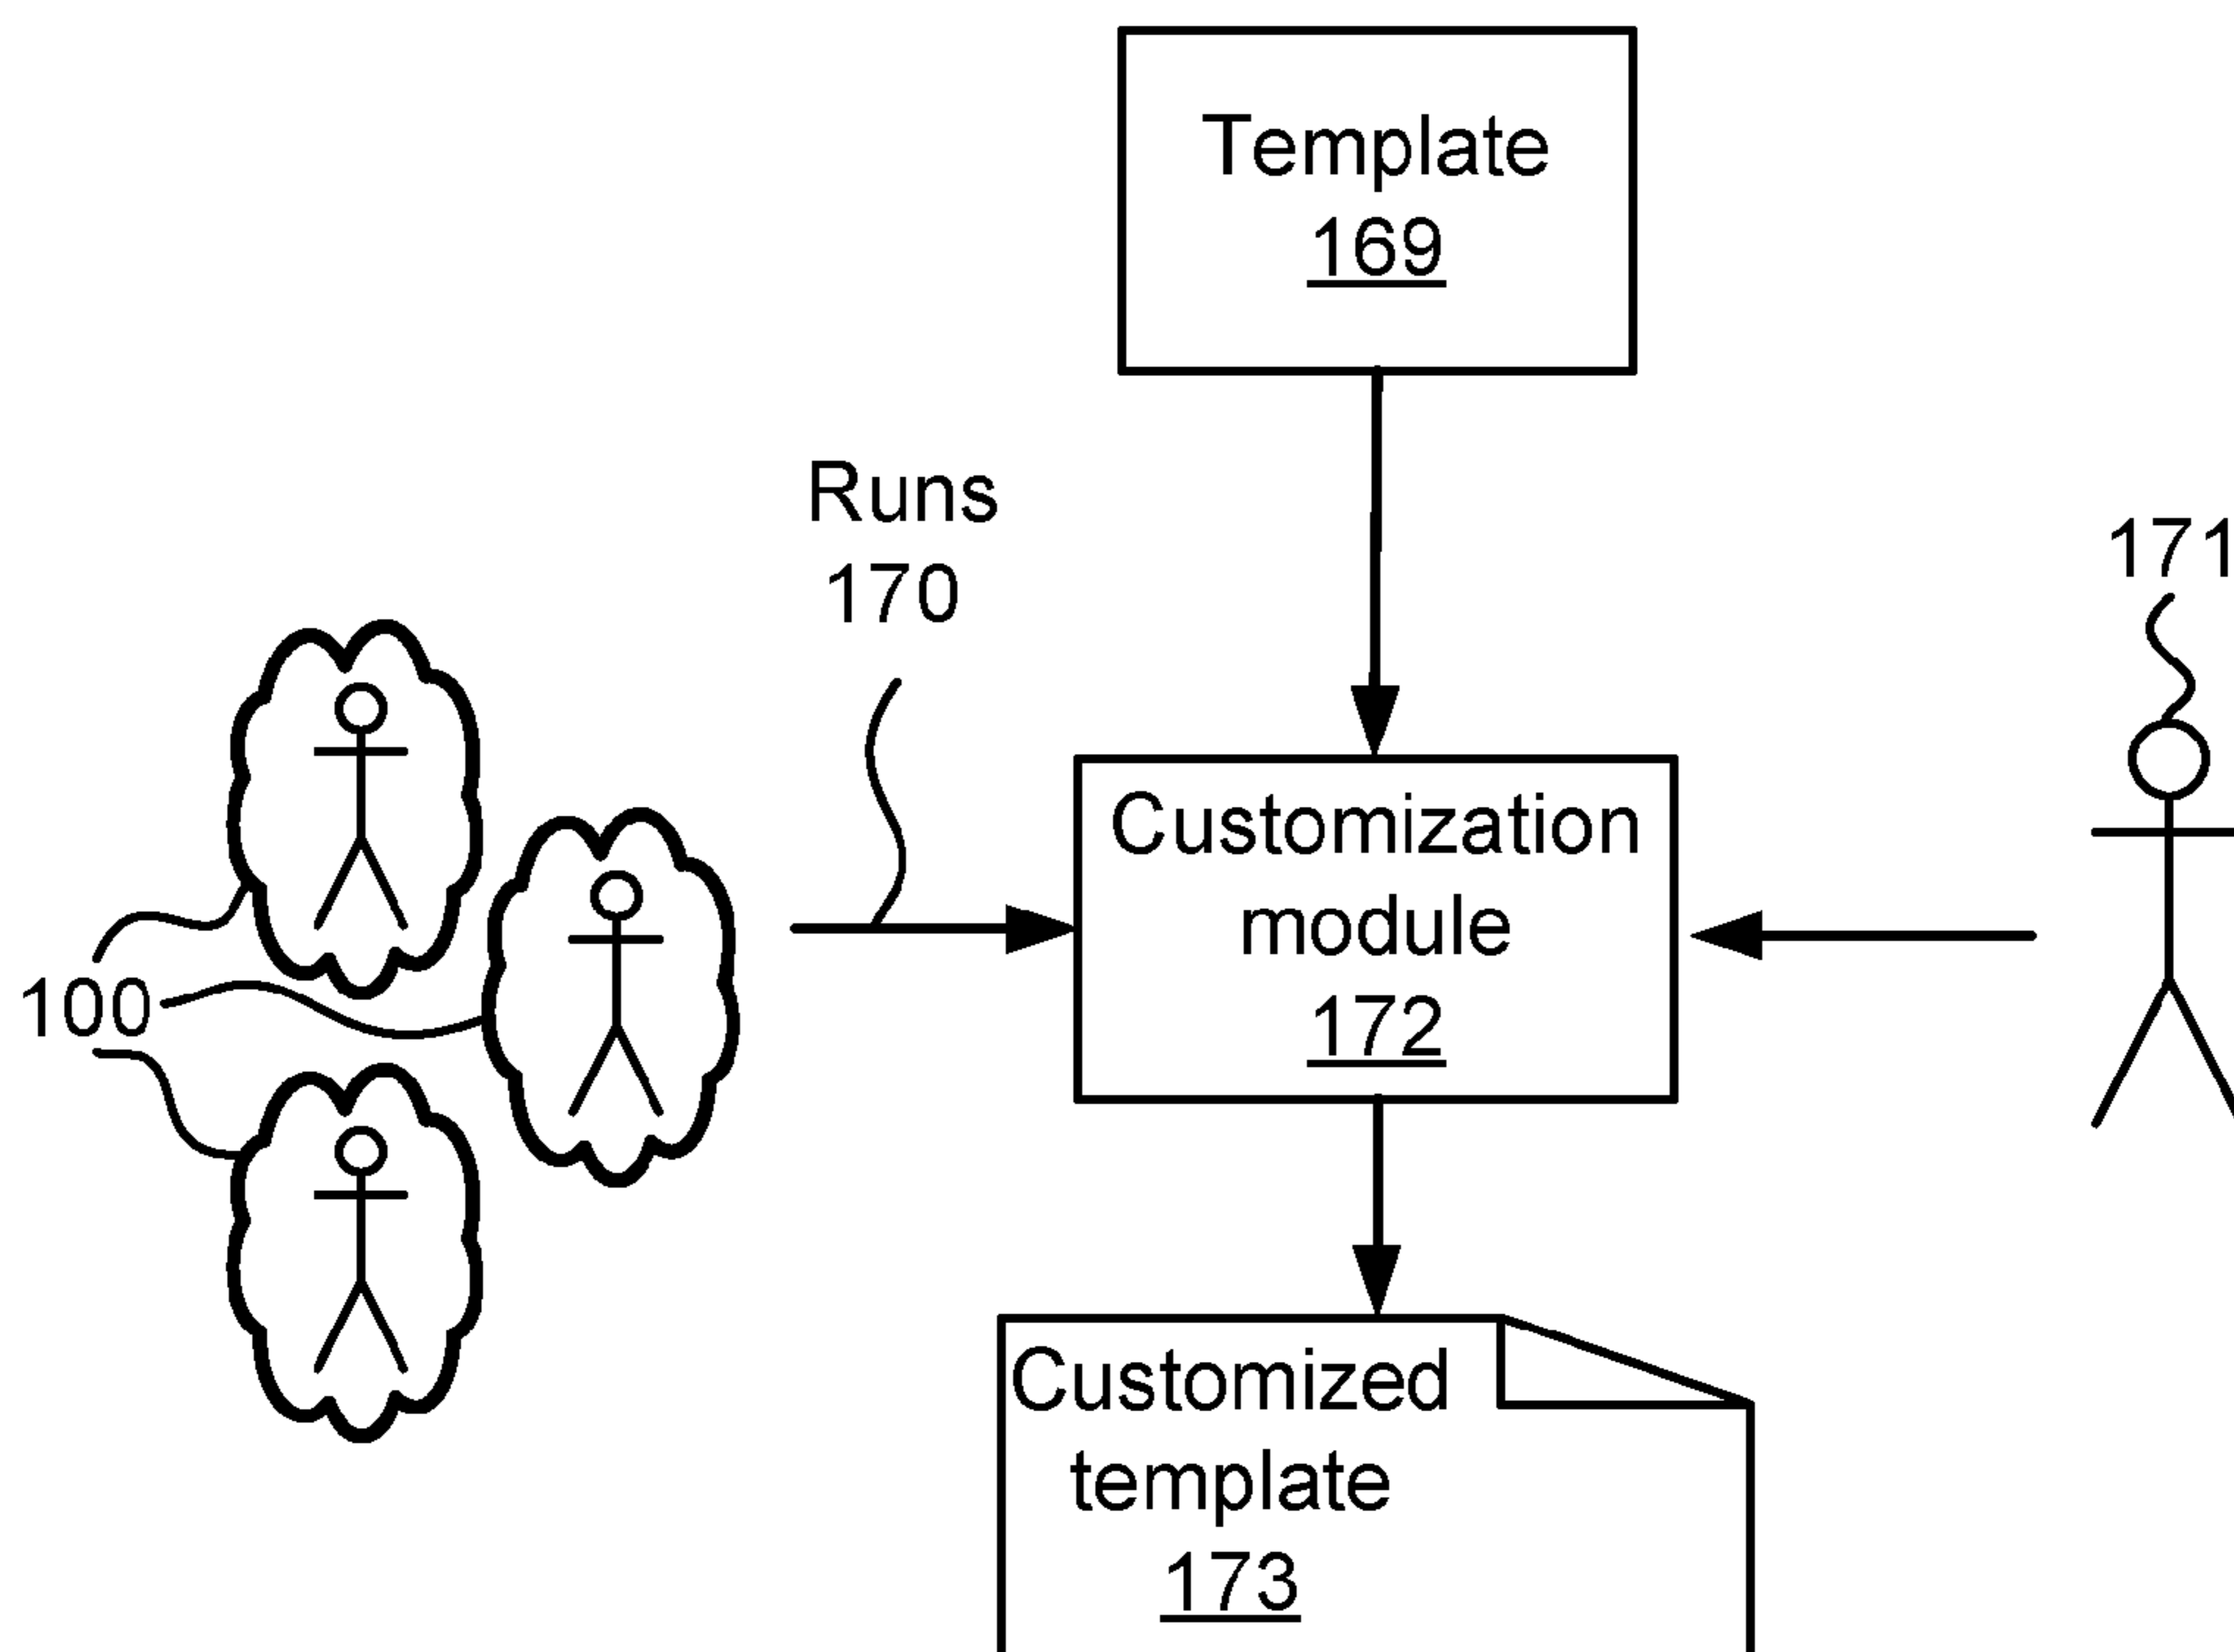 Template
169
Runs
170
171
Customization
module
172
100
Customized
template
173